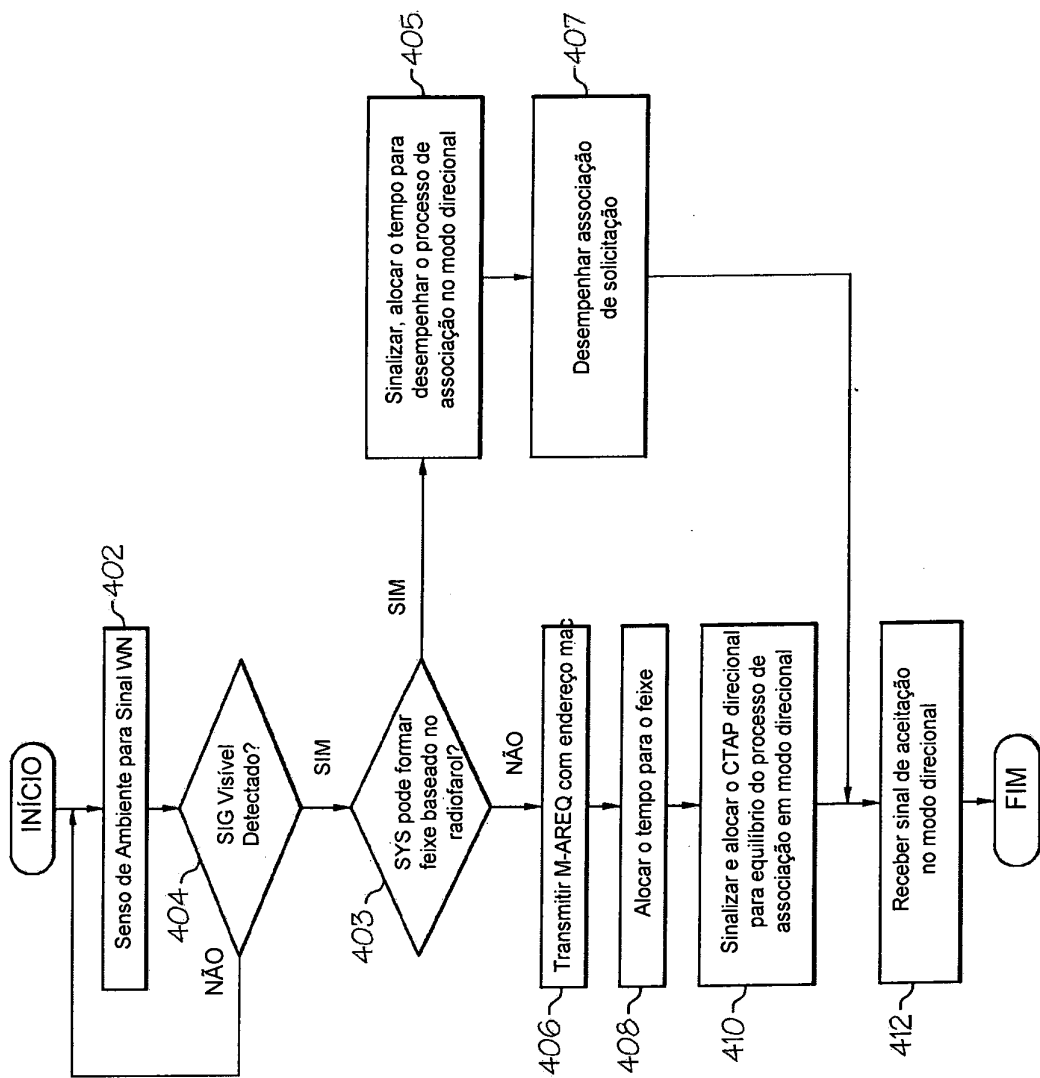 INÍCIO
Senso de Ambiente para Sinal WN
402
SIG Visível
Detectado?
404
NÃO
SIM
SYS pode formar
feixe baseado no
radiofarol?
403
SIM
NÃO
Sinalizar, alocar o tempo para
desempenhar o processo de
associação no modo direcional
405
Desempenhar associação
de solicitação
407
Transmitir M-AREQ com endereço mac
406
Alocar o tempo para o feixe
408
Sinalizar e alocar o CTAP direcional
para equilíbrio do processo de
associação em modo direcional
410
Receber sinal de aceitação
no modo direcional
412
FIM